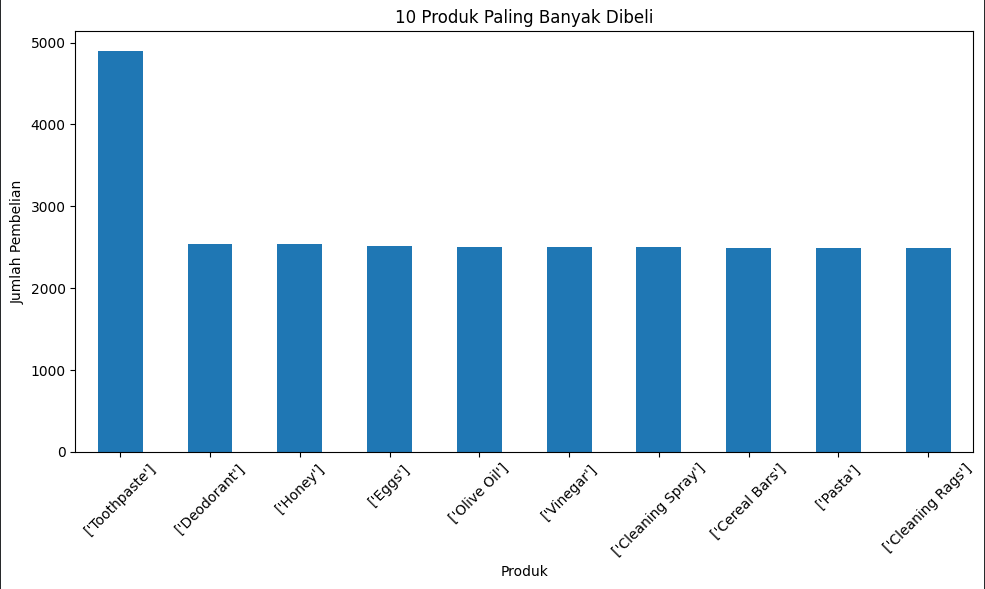 10 Produk Paling Banyak Dibeli
Jumlah Pembelian
5000
4000
3000
2000
1000
0
['Toothpaste']
['Deodorant']
['Honey']
['Eggs']
['Olive Oil']
['Vinegar']
['Cleaning Spray']
['Cereal Bars']
['Pasta']
['Cleaning Rags']
Produk